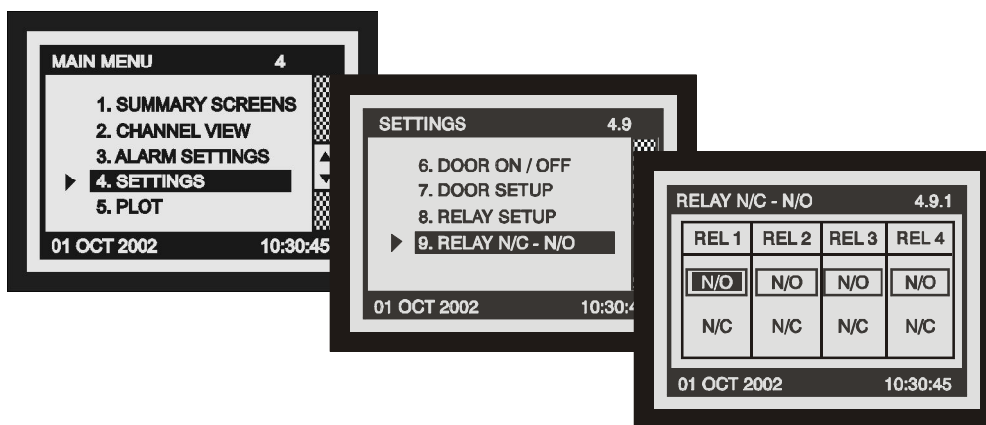 MAIN MENU 4
1. SUMMARY SCREENS
2. CHANNEL VIEW
3. ALARM SETTINGS
4. SETTINGS
5. PLOT
01 OCT 2002 10:30:45
SETTINGS 4.9
6. DOOR ON / OFF
7. DOOR SETUP
8. RELAY SETUP
9. RELAY N/C - N/O
01 OCT 2002 10:30:
RELAY N/C - N/O 4.9.1
REL 1 REL 2 REL 3 REL 4
N/O N/O N/O N/O
N/C N/C N/C N/C
01 OCT 2002 10:30:45